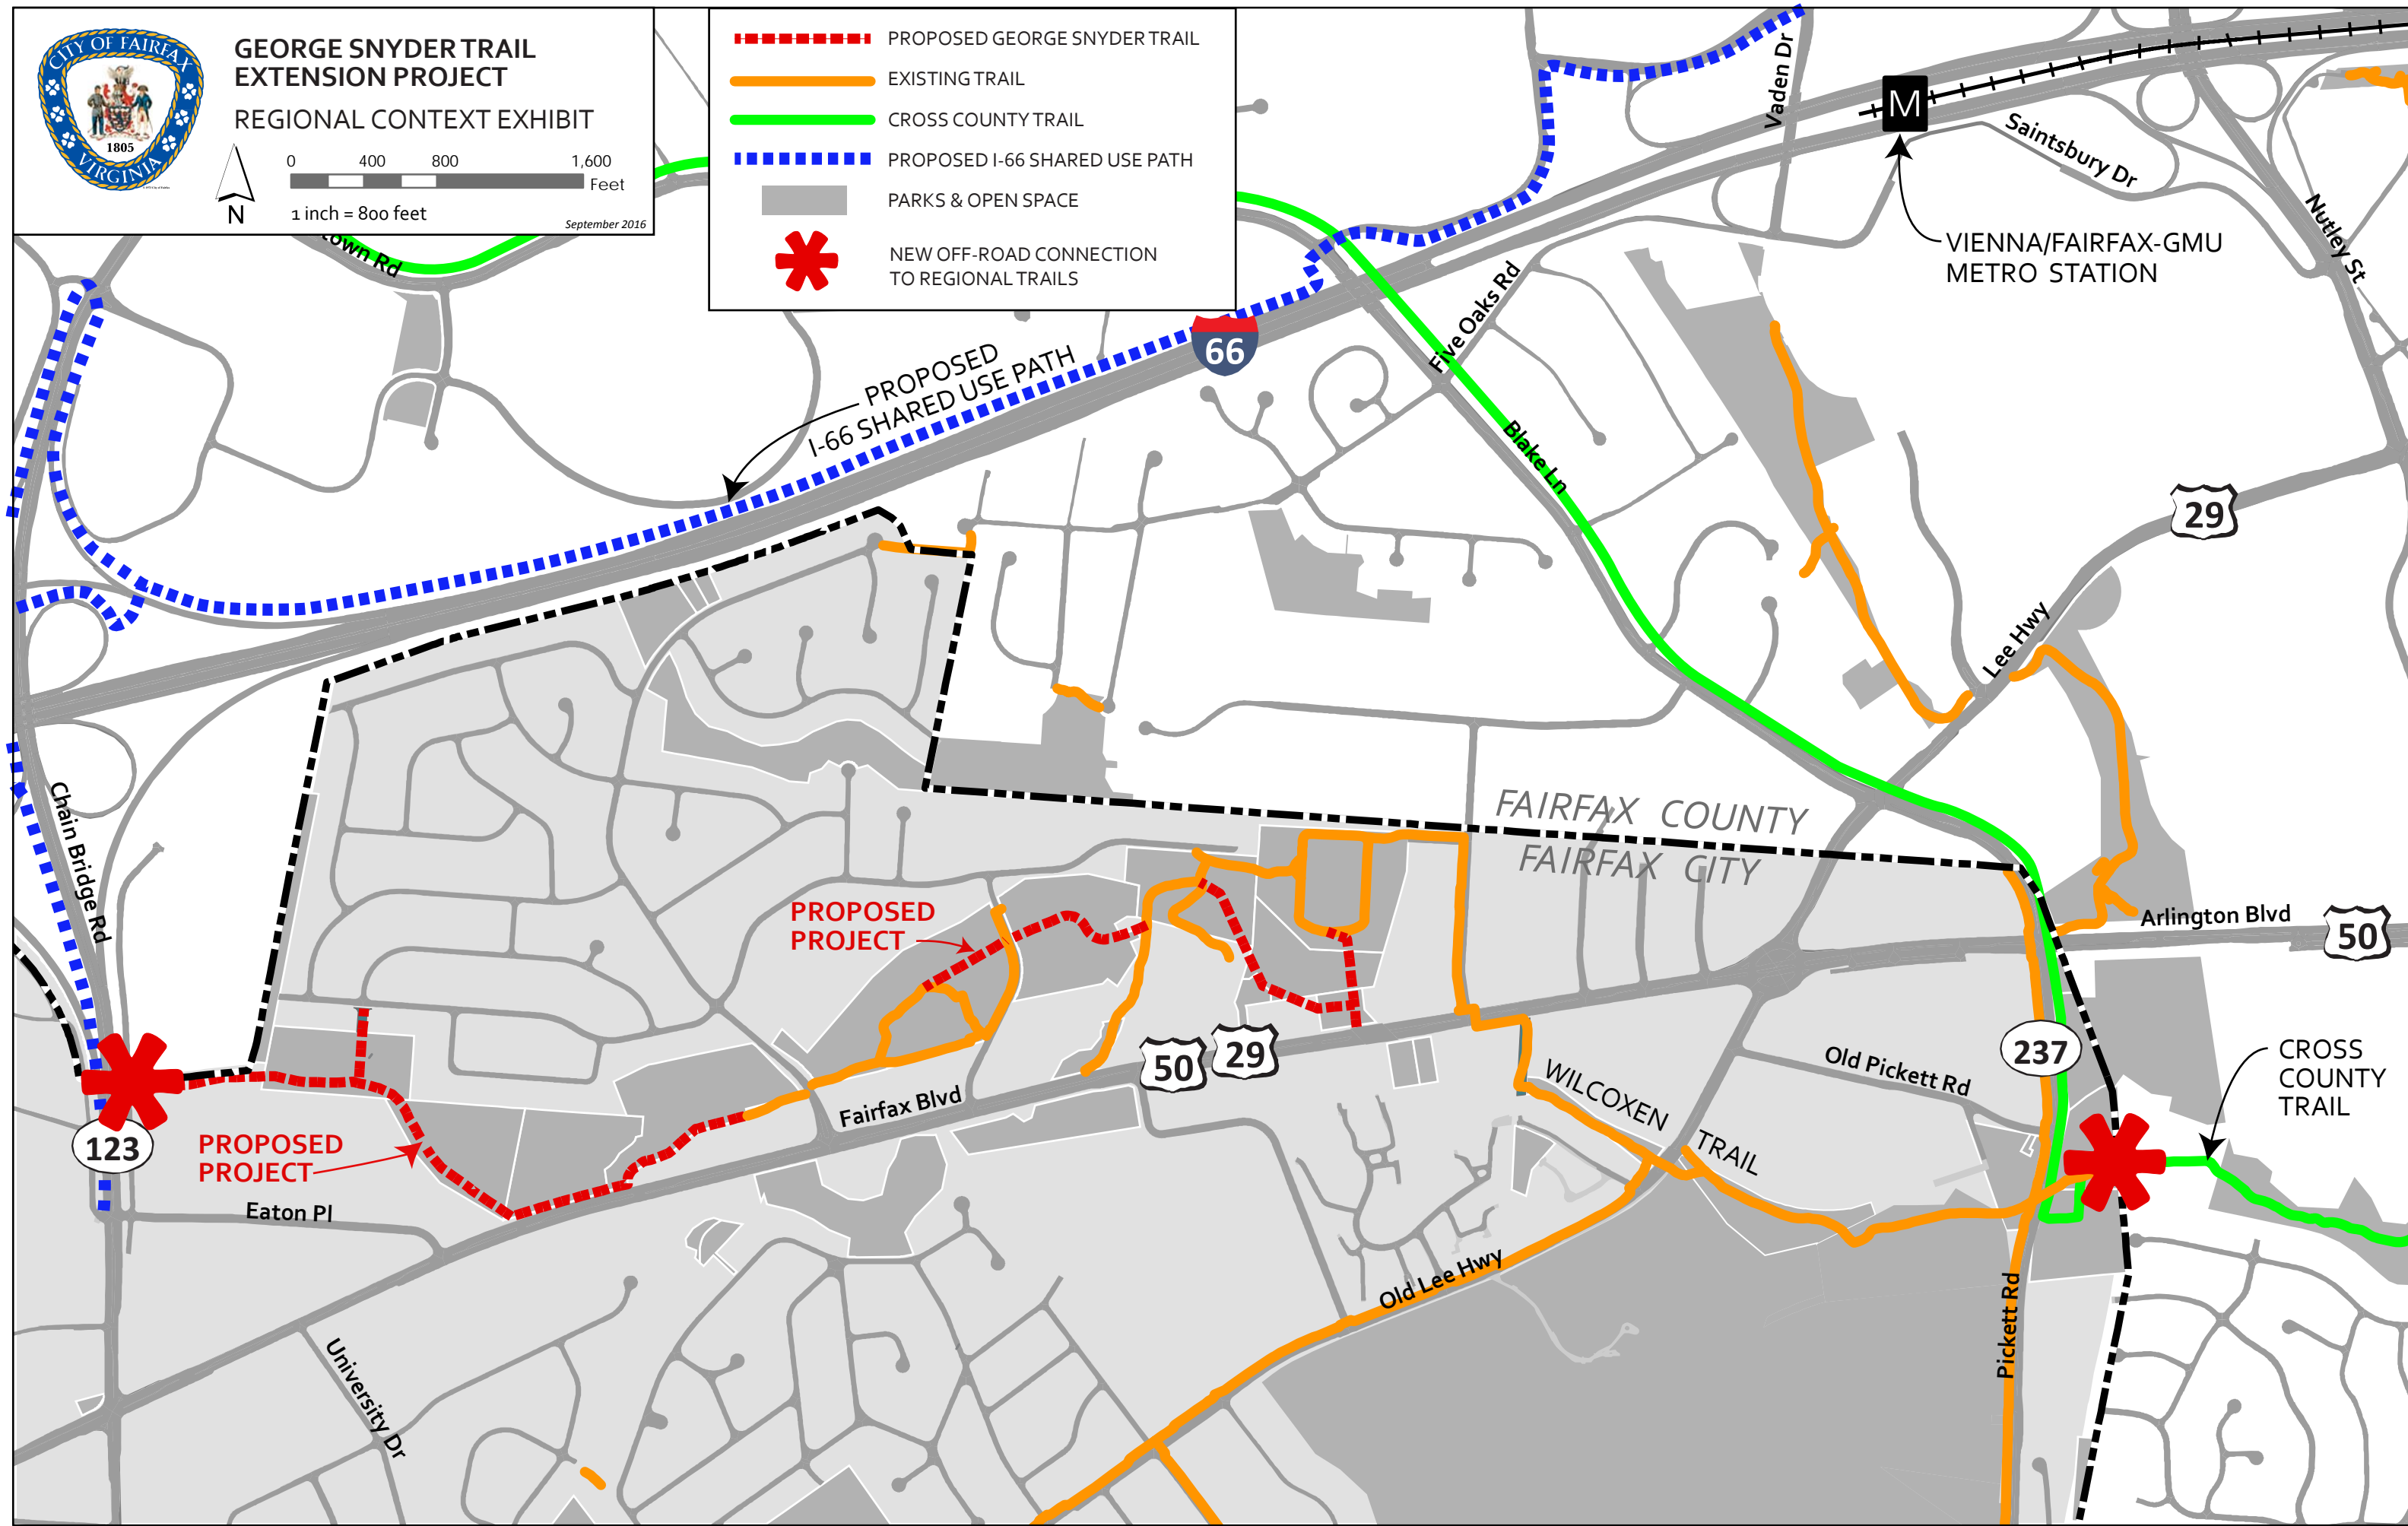 CITY OF FAIRFAX
1805
VIRGINIA
GEORGE SNYDER TRAIL
EXTENSION PROJECT
REGIONAL CONTEXT EXHIBIT
0 400 800 1,600
Feet
N
1 inch = 800 feet
September 2016
PROPOSED GEORGE SNYDER TRAIL
EXISTING TRAIL
CROSS COUNTY TRAIL
PROPOSED I-66 SHARED USE PATH
PARKS & OPEN SPACE
NEW OFF-ROAD CONNECTION
TO REGIONAL TRAILS
Vaden Dr
M
Saintsbury Dr
Nutley St
VIENNA/FAIRFAX-GMU
METRO STATION
town Rd
66
Five Oaks Rd
PROPOSED
I-66 SHARED USE PATH
Blake Ln
29
Lee Hwy
Chain Bridge Rd
FAIRFAX COUNTY
FAIRFAX CITY
PROPOSED
PROJECT
Arlington Blvd
50
50
29
237
WILCOXEN
TRAIL
Old Pickett Rd
CROSS
COUNTY
TRAIL
Fairfax Blvd
123
PROPOSED
PROJECT
Eaton Pl
Old Lee Hwy
Pickett Rd
University Dr